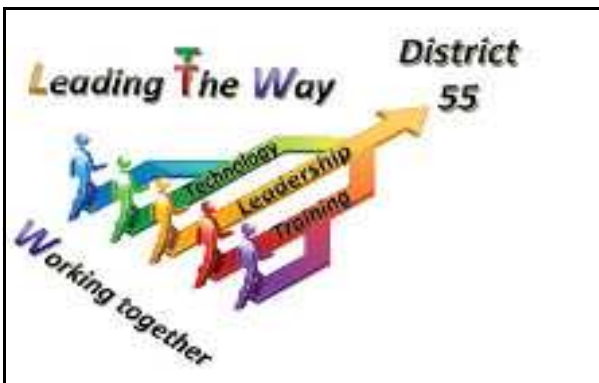 Leading The Way
District
55
Technology
Leadership
Training
Working together